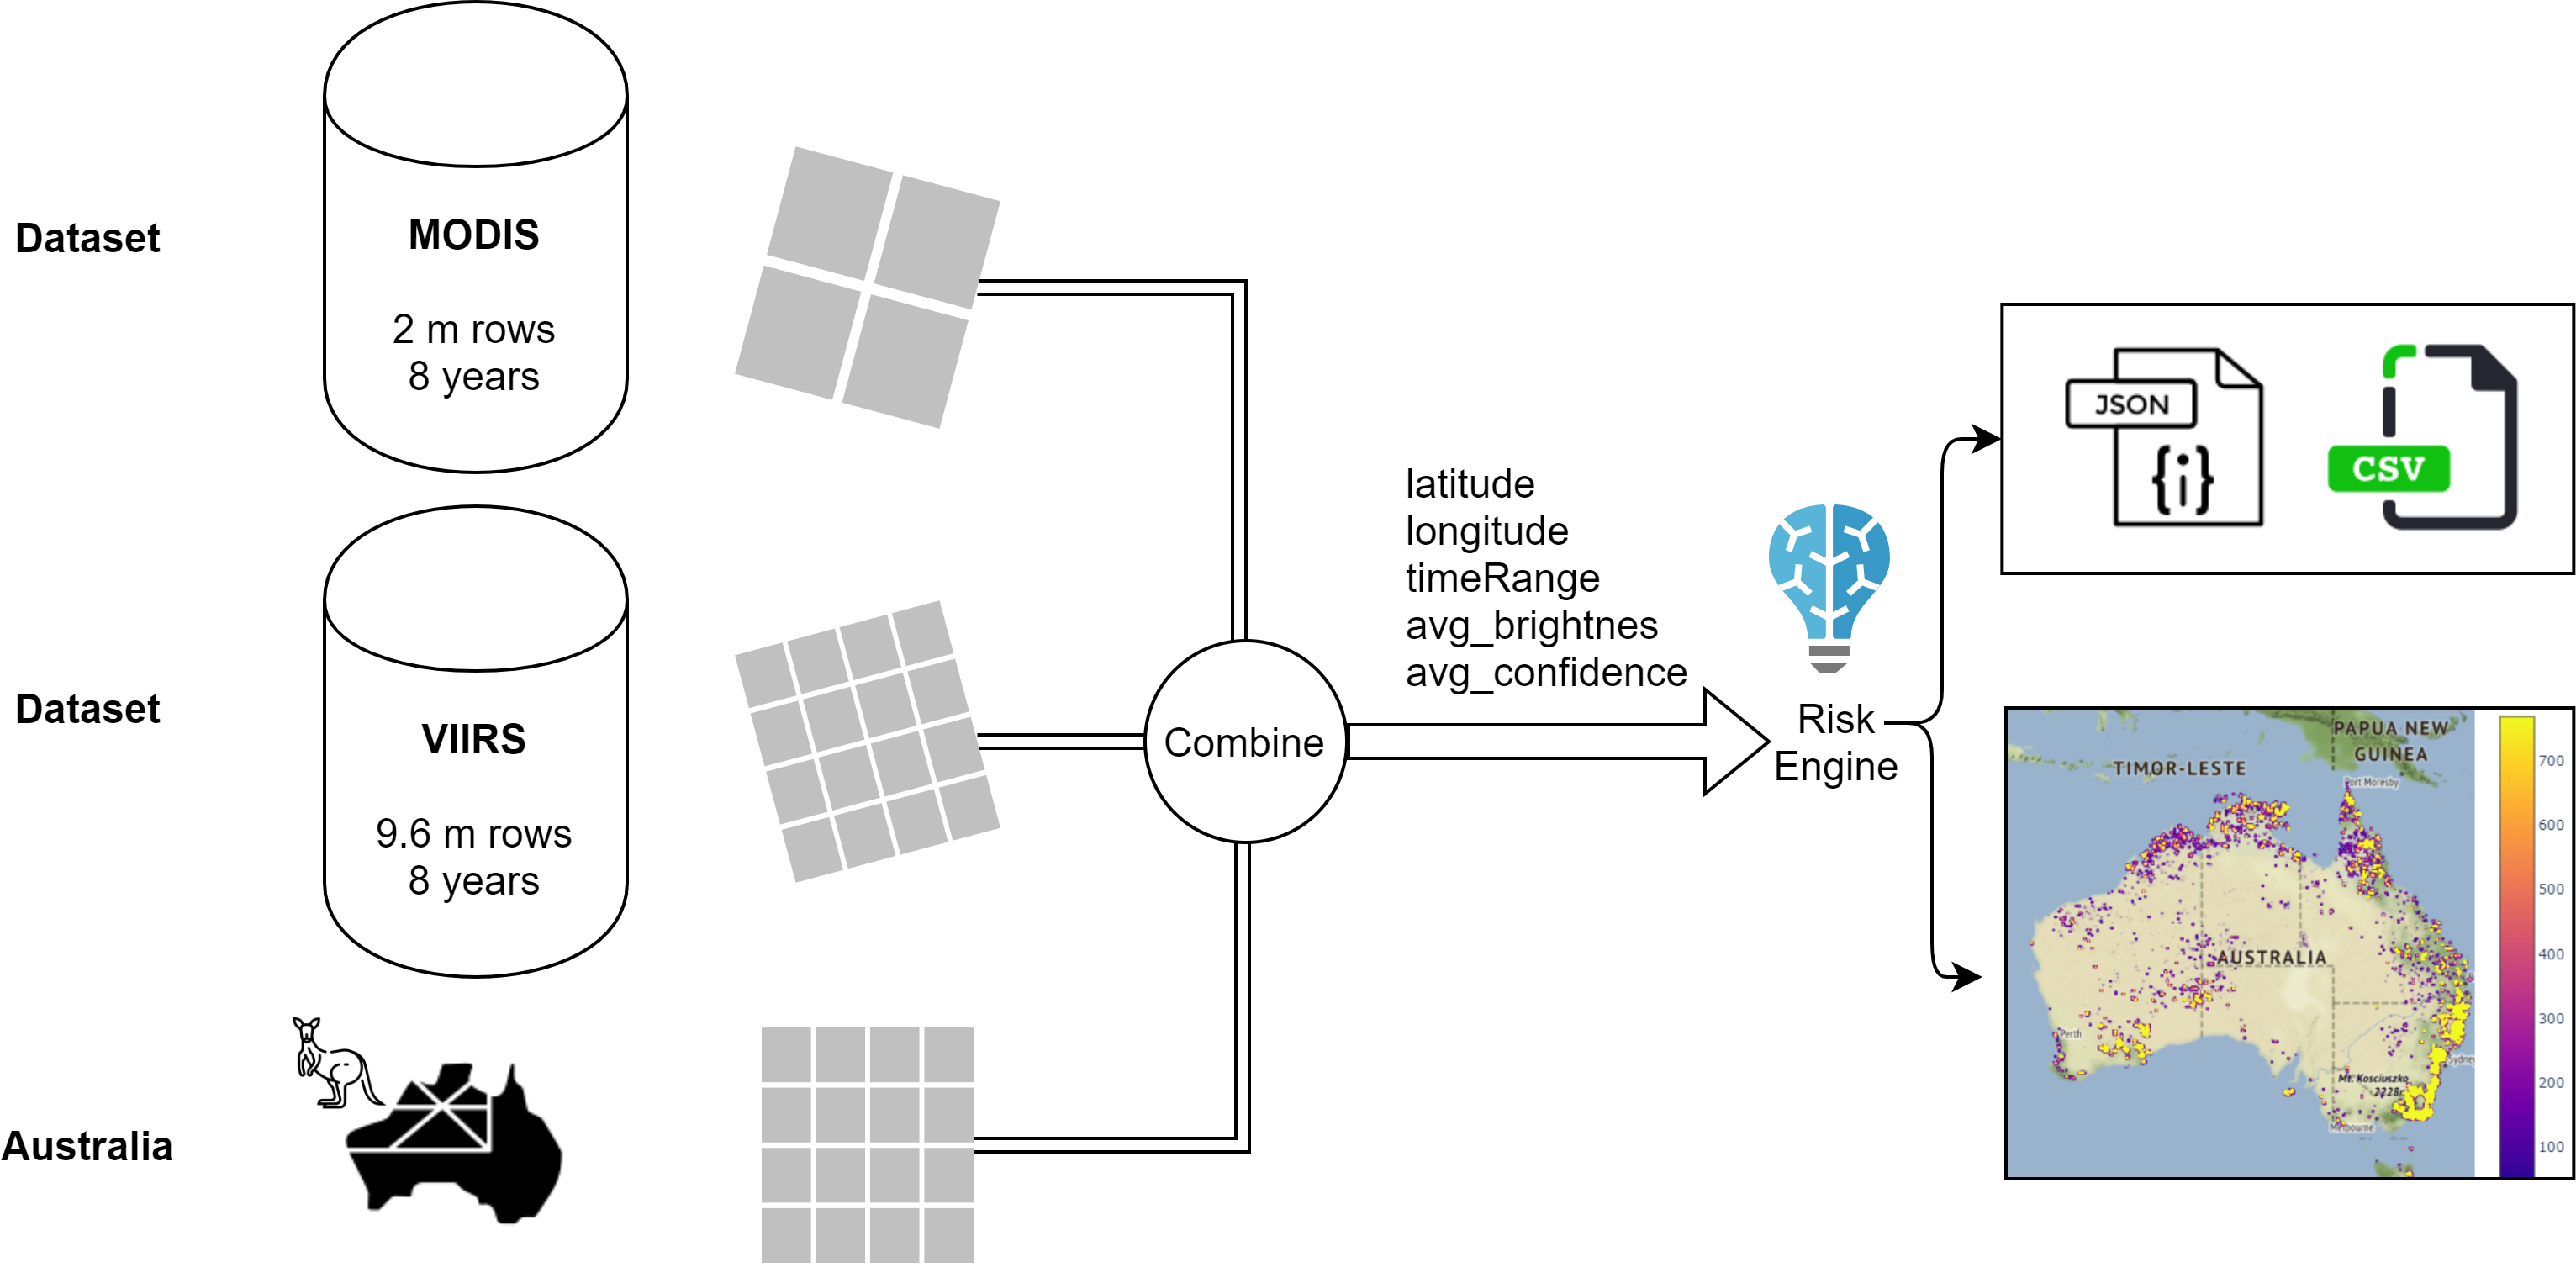 Dataset
MODIS
2 m rows
8 years
Dataset
VIIRS
9.6 m rows
8 years
Australia
Combine
latitude
longitude
timeRange
avg_brightnes
avg_confidence
Risk
Engine
JSON
{i}
CSV
PAPUA NEW
GUINEA
TIMOR-LESTE
Port Moresby
AUSTRALIA
Perth
Sydney
Mt. Kosciuszko
2228
Melbourne
700
600
500
400
300
200
100